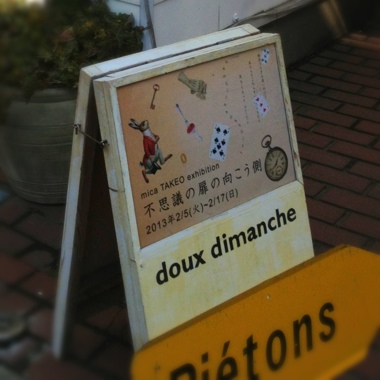 mica TAKEO exhibition
不思議の扉の向こう側
2013年2/5(火)~2/17(日)
doux dimanche
Piétons